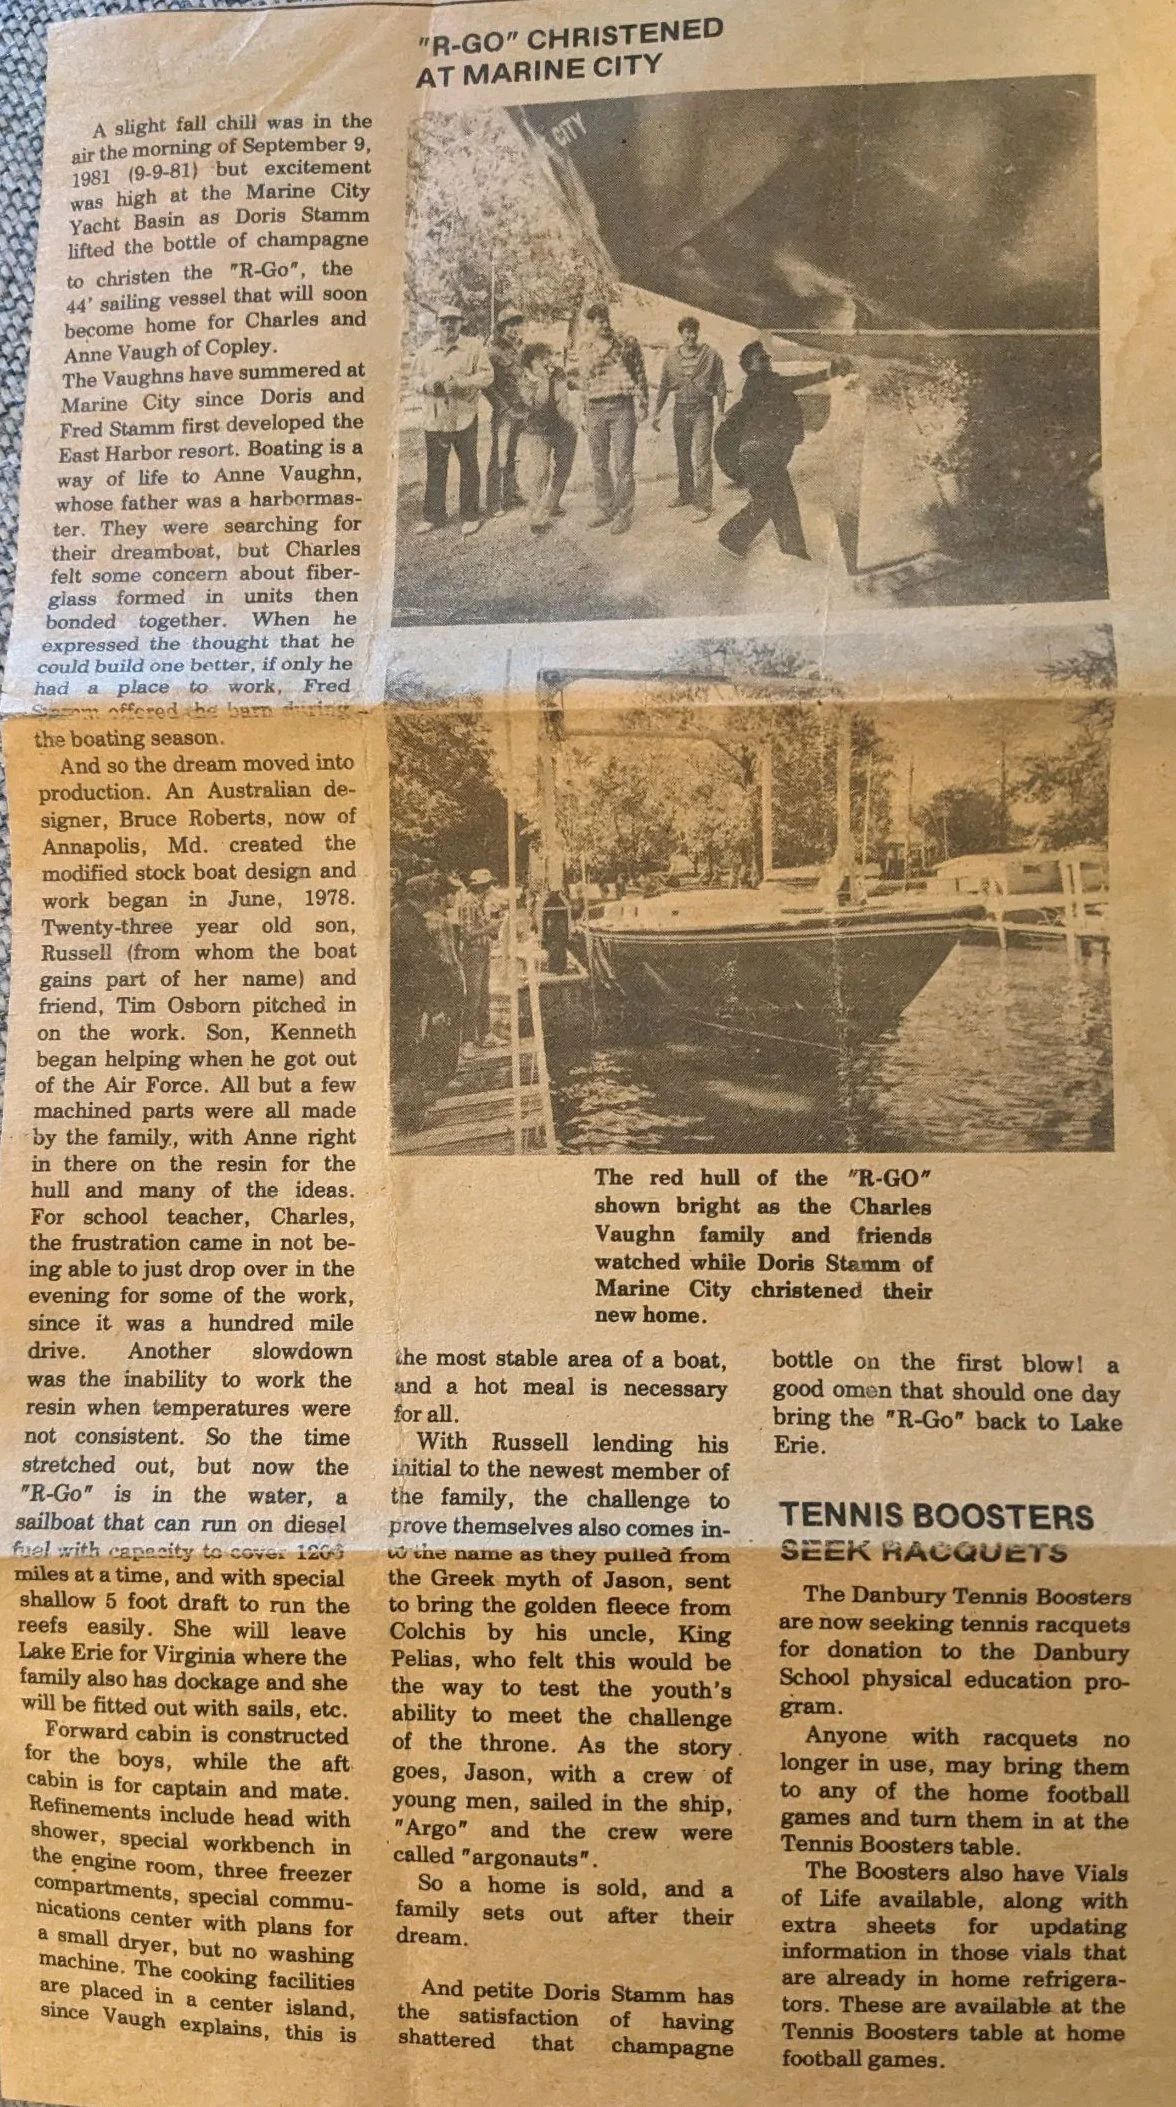 "R-GO" CHRISTENED
AT MARINE CITY
A slight fall chill was in the
air the morning of September 9,
1981 (9-9-81) but excitement
was high at the Marine City
Yacht Basin as Doris Stamm
lifted the bottle of champagne
to christen the "R-Go", the
44' sailing vessel that will soon
become home for Charles and
Anne Vaugh of Copley.
The Vaughns have summered at
Marine City since Doris and
Fred Stamm first developed the
East Harbor resort. Boating is a
way of life to Anne Vaughn,
whose father was a harbormas-
ter. They were searching for
their dreamboat, but Charles
felt some concern about fiber-
glass formed in units then
bonded together. When he
expressed the thought that he
could build one better, if only he
had a place to work, Fred
Stamm offered the barn during
the boating season.
And so the dream moved into
production. An Australian de-
signer, Bruce Roberts, now of
Annapolis, Md. created the
modified stock boat design and
work began in June, 1978.
Twenty-three year old son,
Russell (from whom the boat
gains part of her name) and
friend, Tim Osborn pitched in
on the work. Son, Kenneth
began helping when he got out
of the Air Force. All but a few
machined parts were all made
by the family, with Anne right
in there on the resin for the
hull and many of the ideas.
For school teacher, Charles,
the frustration came in not be-
ing able to just drop over in the
evening for some of the work,
since it was a hundred mile
drive. Another slowdown
was the inability to work the
resin when temperatures were
not consistent. So the time
stretched out, but now the
"R-Go" is in the water, a
sailboat that can run on diesel
fuel with capacity to cover
miles at a time, and with special
shallow 5 foot draft to run the
reefs easily. She will leave
Lake Erie for Virginia where the
family also has dockage and she
will be fitted out with sails, etc.
Forward cabin is constructed
for the boys, while the aft
cabin is for captain and mate.
Refinements include head with
shower, special workbench in
the engine room, three freezer
compartments, special commu-
nications center with plans for
a small dryer, but no washing
machine. The cooking facilities
are placed in a center island,
since Vaugh explains, this is
CITY
The red hull of the "R-GO"
shown bright as the Charles
Vaughn family and friends
watched while Doris Stamm of
Marine City christened their
new home.
the most stable area of a boat,
and a hot meal is necessary
for all.
With Russell lending his
initial to the newest member of
the family, the challenge to
prove themselves also comes in-
to the name as they pulled from
the Greek myth of Jason, sent
to bring the golden fleece from
Colchis by his uncle, King
Pelias, who felt this would be
the way to test the youth's
ability to meet the challenge
of the throne. As the story
goes, Jason, with a crew of
young men, sailed in the ship,
"Argo" and the crew were
called "argonauts".
So a home is sold, and a
family sets out after their
dream.
And petite Doris Stamm has
the satisfaction of having
shattered that champagne
bottle on the first blow! a
good omen that should one day
bring the "R-Go" back to Lake
Erie.
TENNIS BOOSTERS
SEEK RACQUETS
The Danbury Tennis Boosters
are now seeking tennis racquets
for donation to the Danbury
School physical education pro-
gram.
Anyone with racquets no
longer in use, may bring them
to any of the home football
games and turn them in at the
Tennis Boosters table.
The Boosters also have Vials
of Life available, along with
extra sheets for updating
information in those vials that
are already in home refrigera-
tors. These are available at the
Tennis Boosters table at home
football games.